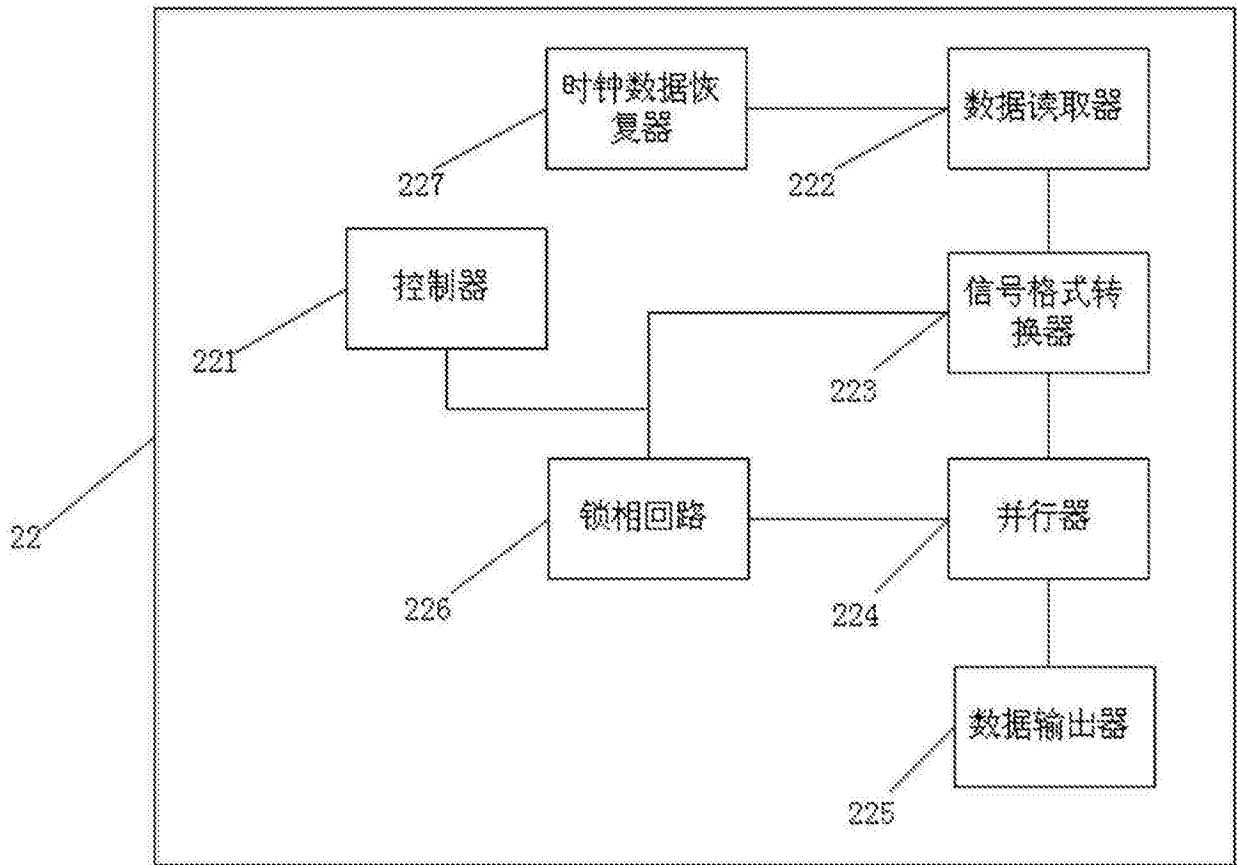 时钟数据恢
复器
数据读取器
227
222
控制器
信号格式转
换器
221
223
锁相回路
并行器
22
226
224
数据输出器
225